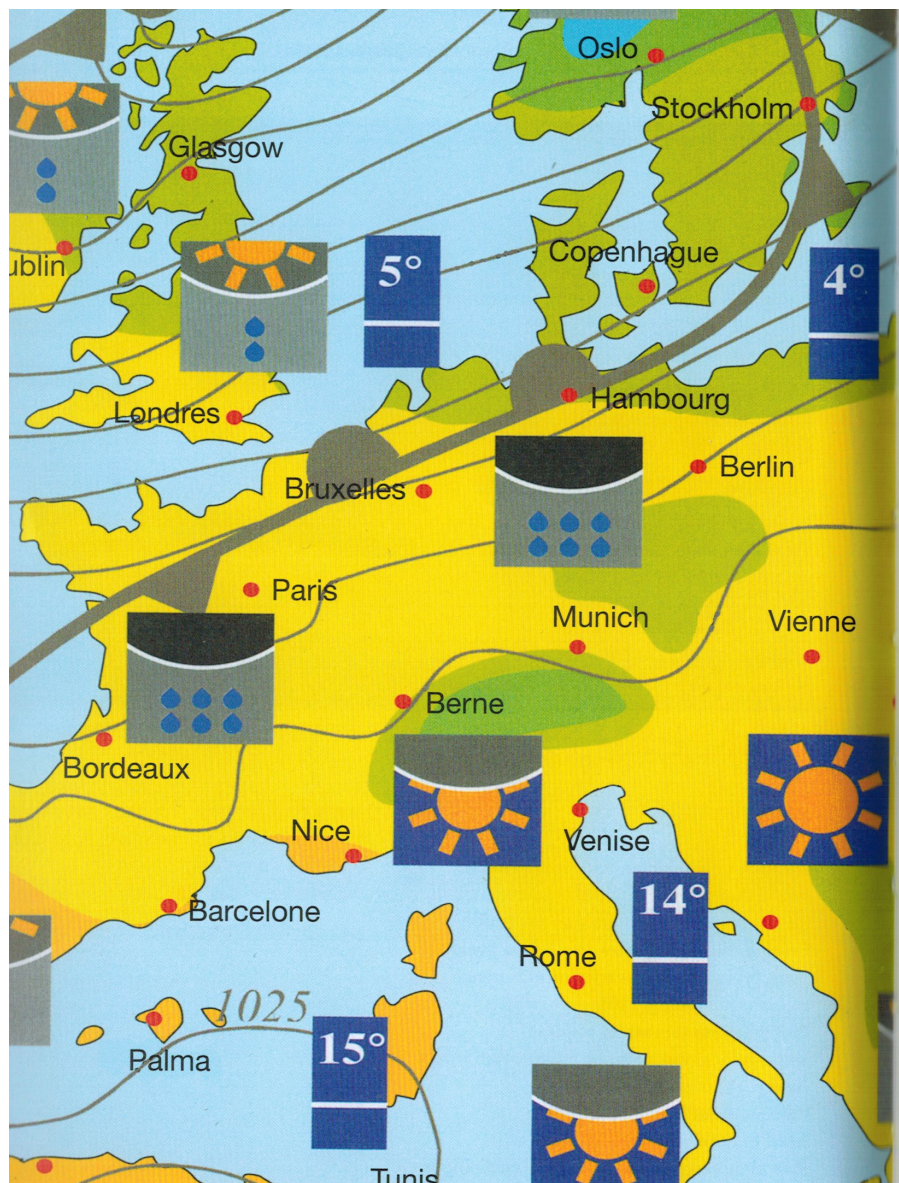 Oslo
Stockholm
Glasgow
ublin
Copenhague
5°
4°
Londres
Hambourg
Bruxelles
Berlin
Paris
Munich
Vienne
Berne
Bordeaux
Nice
Venise
Barcelone
14°
Rome
1025
15°
Palma
Tunis